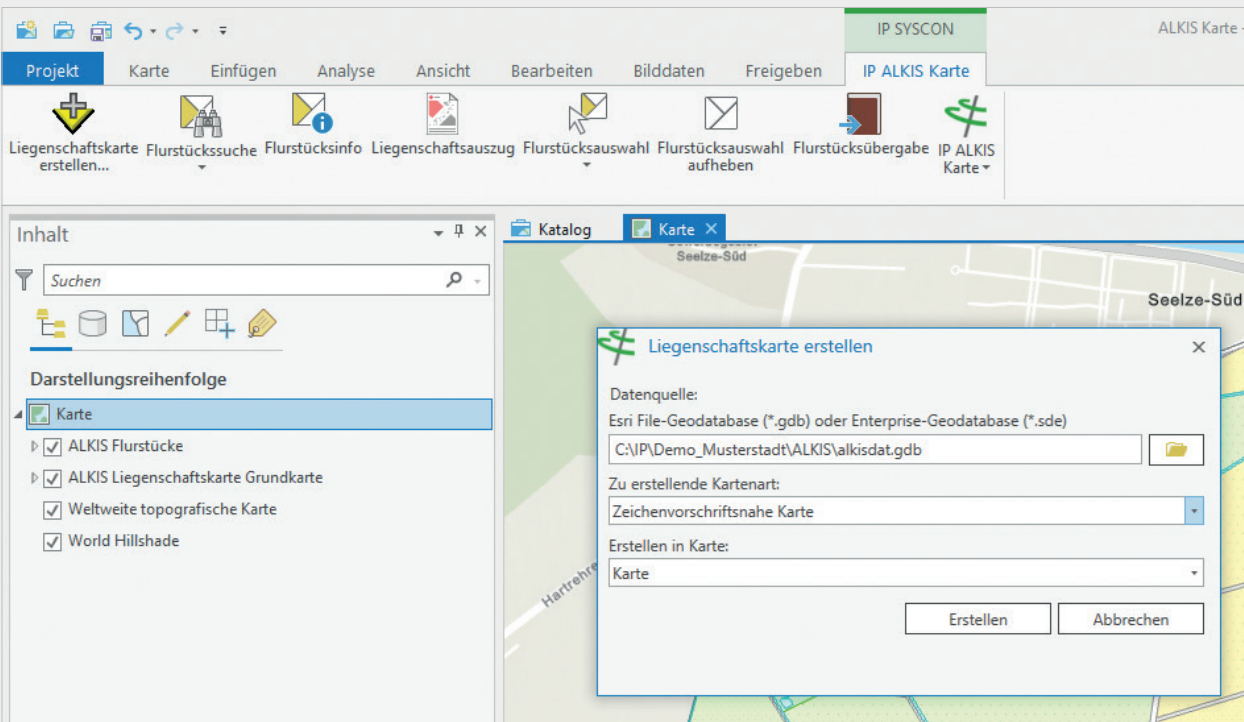 IP SYSCON
ALKIS Karte -
Projekt Karte Einfügen Analyse Ansicht Bearbeiten Bilddaten Freigeben IP ALKIS Karte
Liegenschaftskarte Flurstückssuche Flurstücksinfo Liegenschaftsauszug Flurstücksauswahl Flurstücksauswahl Flurstücksübergabe IP ALKIS
erstellen... aufheben Karte
Inhalt
Katalog Karte
Suchen
Seelze-Süd
Seelze-Süd
Liegenschaftskarte erstellen
Darstellungsreihenfolge
Datenquelle:
Karte
Esri File-Geodatabase (*.gdb) oder Enterprise-Geodatabase (*.sde)
ALKIS Flurstücke
C:\IP\Demo_Musterstadt\ALKIS\alkisdat.gdb
ALKIS Liegenschaftskarte Grundkarte
Zu erstellende Kartenart:
Weltweite topografische Karte
Zeichenvorschriftsnahe Karte
World Hillshade
Erstellen in Karte:
Karte
Hartrehre
Erstellen Abbrechen